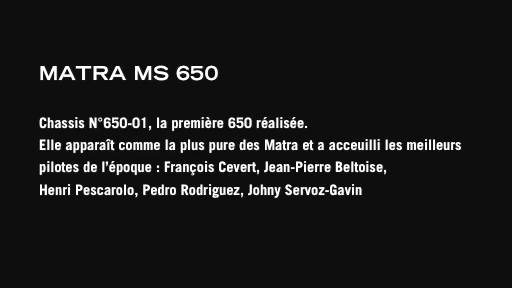 MATRA MS 650
Chassis N°650-01, la première 650 réalisée.
Elle apparaît comme la plus pure des Matra et a acceuilli les meilleurs
pilotes de l'époque : François Cevert, Jean-Pierre Beltoise,
Henri Pescarolo, Pedro Rodriguez, Johny Servoz-Gavin